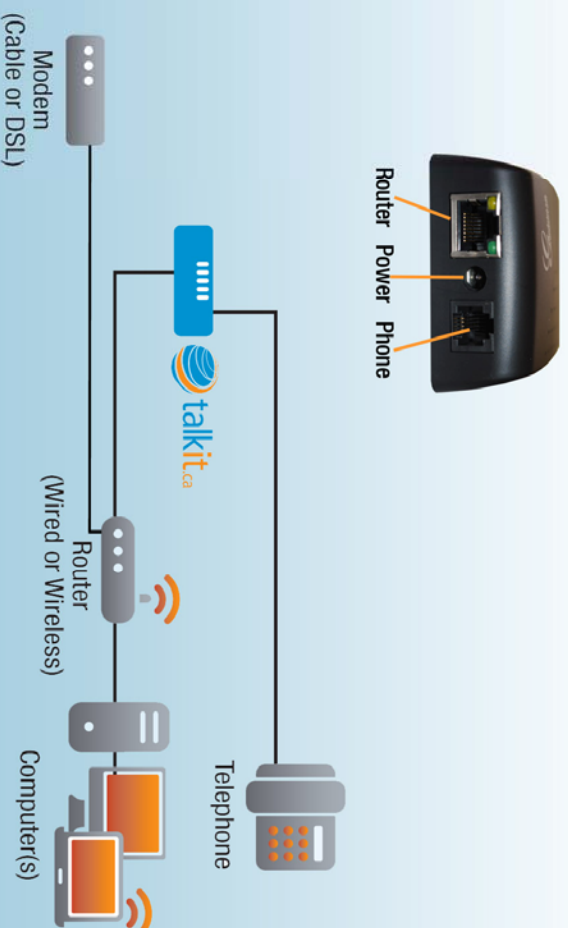 Router Power Phone
talkit.ca
Telephone
Modem
(Cable or DSL)
Router
(Wired or Wireless)
Computer(s)